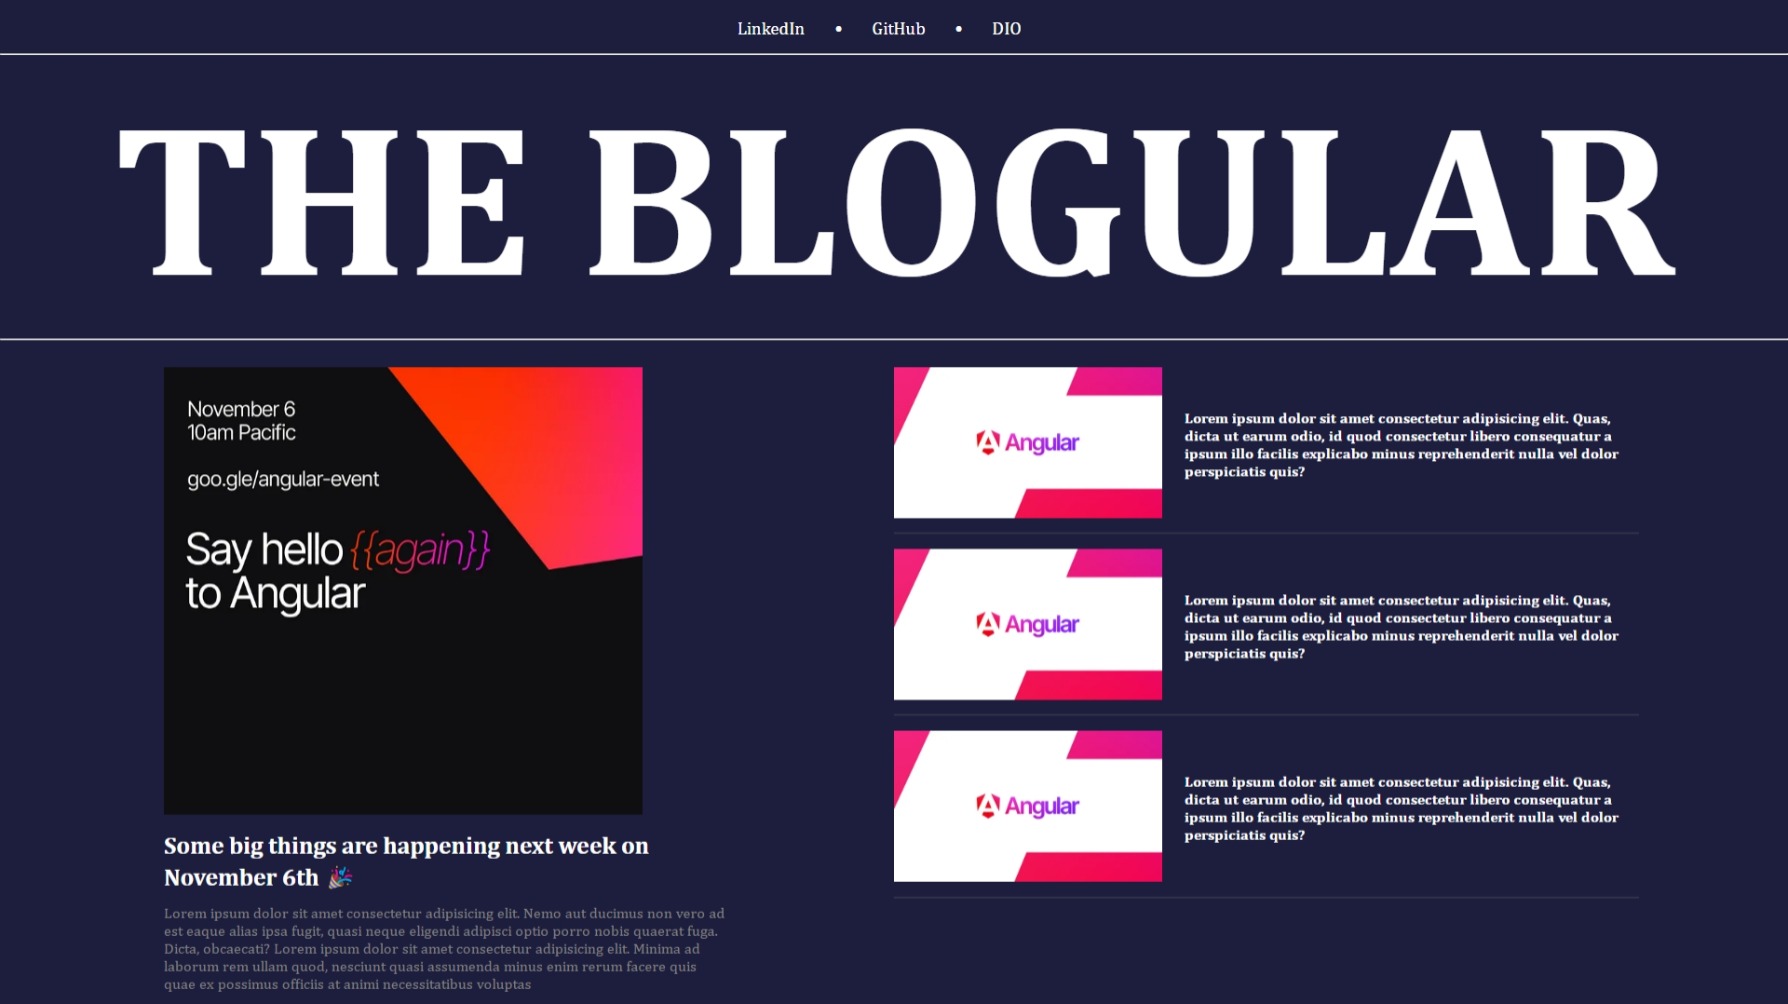 LinkedIn • GitHub • DIO
THE BLOGULAR
November 6
10am Pacific
goo.gle/angular-event
Say hello {{again}}
to Angular
Some big things are happening next week on
November 6th 🎉
Lorem ipsum dolor sit amet consectetur adipisicing elit. Nemo aut ducimus non vero ad
est eaque alias ipsa fugit, quasi neque eligendi adipisci optio porro nobis quaerat fuga.
Dicta, obcaecati? Lorem ipsum dolor sit amet consectetur adipisicing elit. Minima ad
laborum rem ullam quod, nesciunt quasi assumenda minus enim rerum facere quis
quae ex possimus officiis at animi necessitatibus voluptas
Angular
Lorem ipsum dolor sit amet consectetur adipisicing elit. Quas,
dicta ut earum odio, id quod consectetur libero consequatur a
ipsum illo facilis explicabo minus reprehenderit nulla vel dolor
perspiciatis quis?
Angular
Lorem ipsum dolor sit amet consectetur adipisicing elit. Quas,
dicta ut earum odio, id quod consectetur libero consequatur a
ipsum illo facilis explicabo minus reprehenderit nulla vel dolor
perspiciatis quis?
Angular
Lorem ipsum dolor sit amet consectetur adipisicing elit. Quas,
dicta ut earum odio, id quod consectetur libero consequatur a
ipsum illo facilis explicabo minus reprehenderit nulla vel dolor
perspiciatis quis?